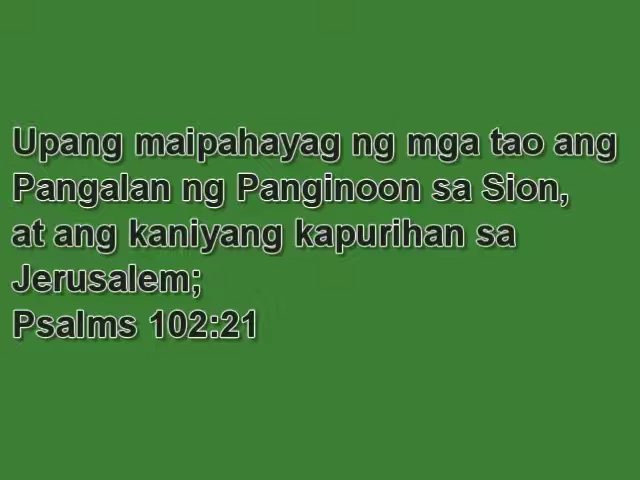 Upang maipahayag ng mga tao ang
Pangalan ng Panginoon sa Sion,
at ang kaniyang kapurihan sa
Jerusalem;
Psalms 102:21